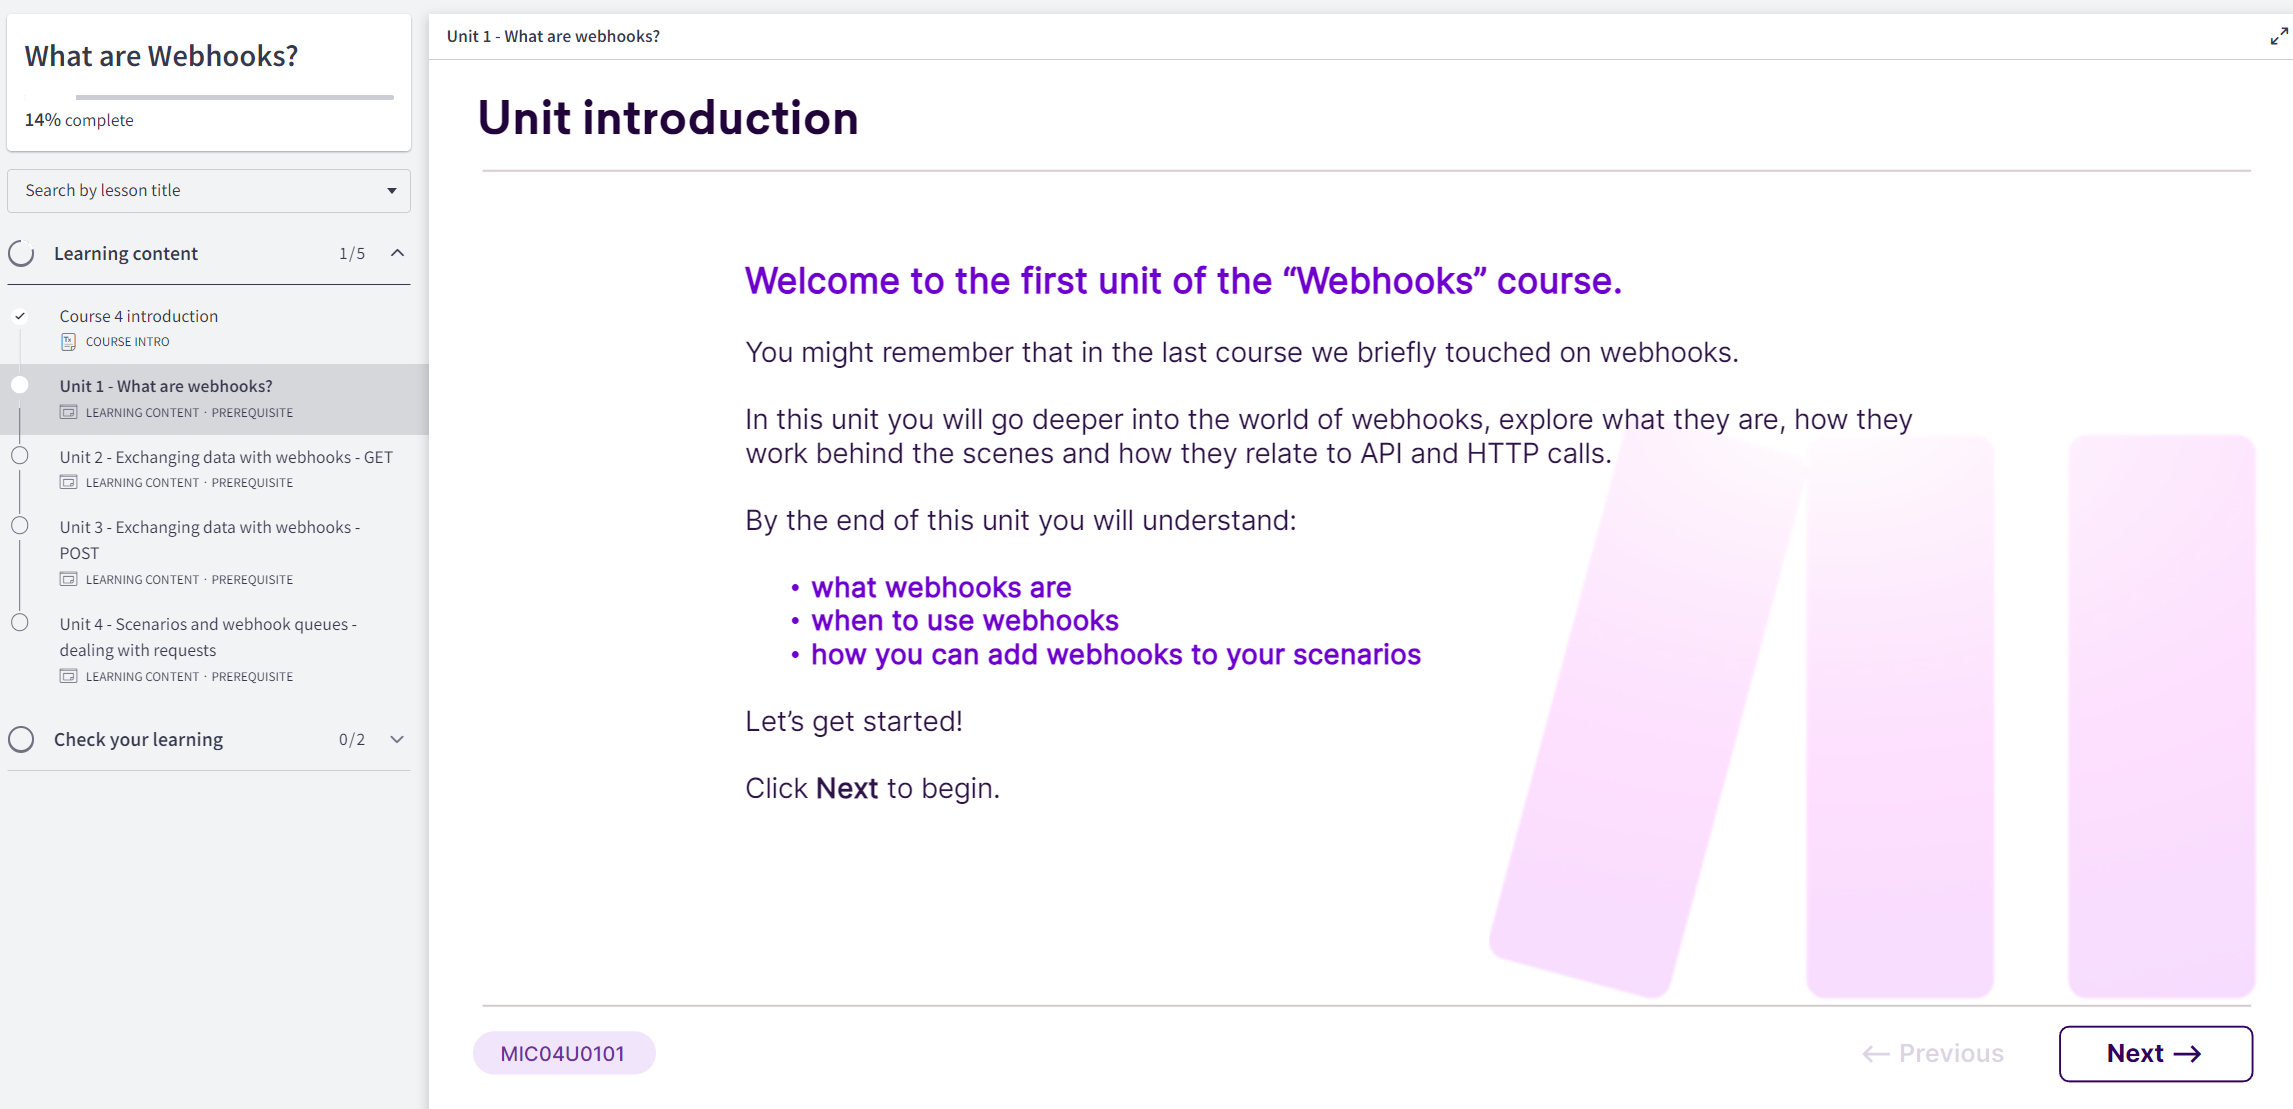 What are Webhooks?
14% complete
Search by lesson title
Learning content 1/5
Course 4 introduction
COURSE INTRO
Unit 1 - What are webhooks?
LEARNING CONTENT · PREREQUISITE
Unit 2 - Exchanging data with webhooks - GET
LEARNING CONTENT · PREREQUISITE
Unit 3 - Exchanging data with webhooks -
POST
LEARNING CONTENT · PREREQUISITE
Unit 4 - Scenarios and webhook queues -
dealing with requests
LEARNING CONTENT · PREREQUISITE
Check your learning 0/2
Unit 1 - What are webhooks?
Unit introduction
Welcome to the first unit of the “Webhooks” course.
You might remember that in the last course we briefly touched on webhooks.
In this unit you will go deeper into the world of webhooks, explore what they are, how they
work behind the scenes and how they relate to API and HTTP calls.
By the end of this unit you will understand:
• what webhooks are
• when to use webhooks
• how you can add webhooks to your scenarios
Let’s get started!
Click Next to begin.
MIC04U0101
← Previous
Next →